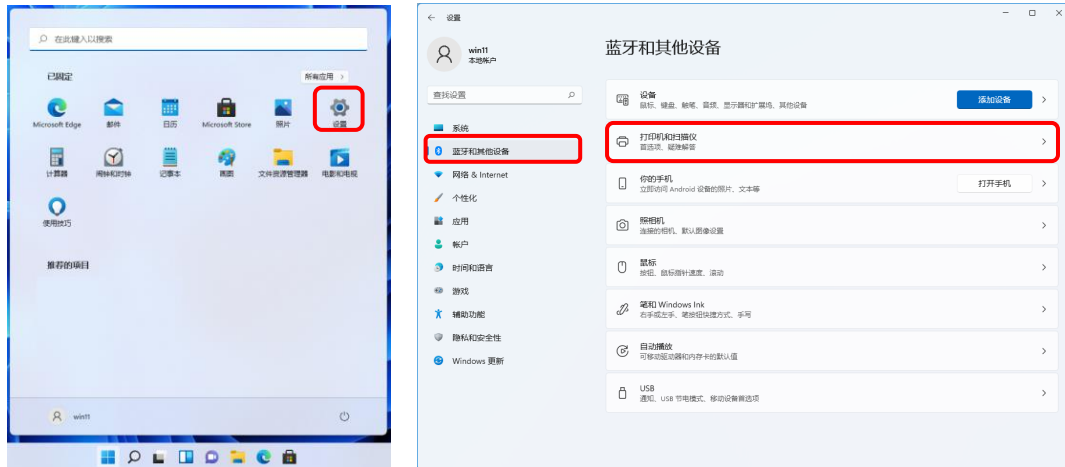 在此键入以搜索
已固定
所有应用
Microsoft Edge
邮件
日历
Microsoft Store
照片
设置
计算器
闹钟和时钟
记事本
画图
文件资源管理器
电影和电视
使用技巧
推荐的项目
win11
设置
win11
本地帐户
查找设置
系统
蓝牙和其他设备
网络 & Internet
个性化
应用
帐户
时间和语言
游戏
辅助功能
隐私和安全性
Windows 更新
蓝牙和其他设备
设备
鼠标、键盘、触笔、音频、显示器和扩展坞、其他设备
添加设备
打印机和扫描仪
首选项、疑难解答
你的手机
立即访问 Android 设备的照片、文本等
打开手机
照相机
连接的相机、默认图像设置
鼠标
按钮、鼠标指针速度、滚动
笔和 Windows Ink
右手或左手、笔按钮快捷方式、手写
自动播放
可移动驱动器和内存卡的默认值
USB
通知、USB 节电模式、移动设备首选项